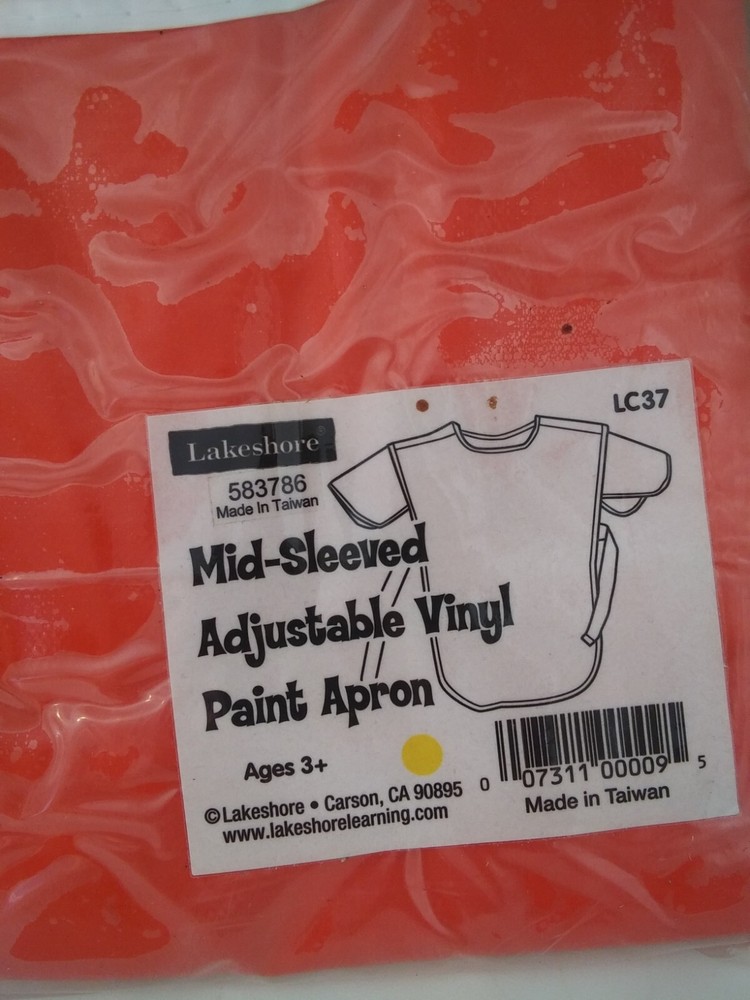 LC37
Lakeshore
583786
Made In Taiwan
Mid-Sleeved
Adjustable Vinyl
Paint Apron
Ages 3+
©Lakeshore • Carson, CA 90895
www.lakeshorelearning.com
0 07311 00009 5
Made in Taiwan